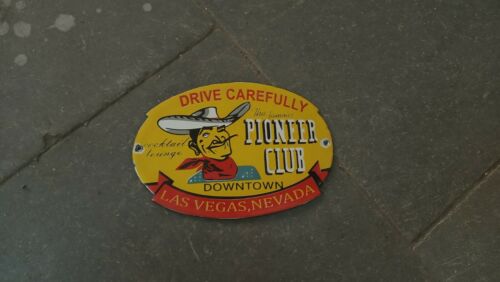 DRIVE CAREFULLY
The famous
PIONEER
CLUB
cocktail
lounge
DOWNTOWN
LAS VEGAS, NEVADA